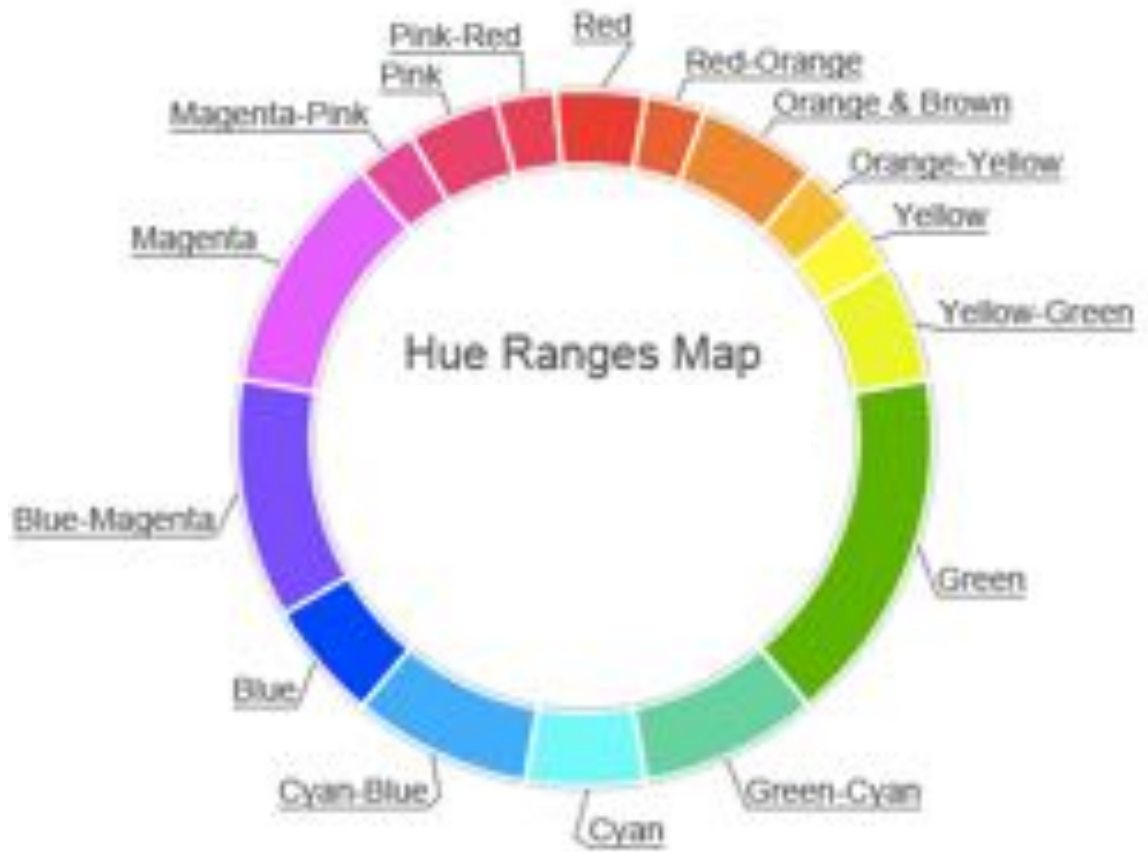 Pink-Red
Red
Pink
Red-Orange
Magenta-Pink
Orange & Brown
Orange-Yellow
Yellow
Magenta
Yellow-Green
Hue Ranges Map
Blue-Magenta
Green
Blue
Cyan-Blue
Green-Cyan
Cyan